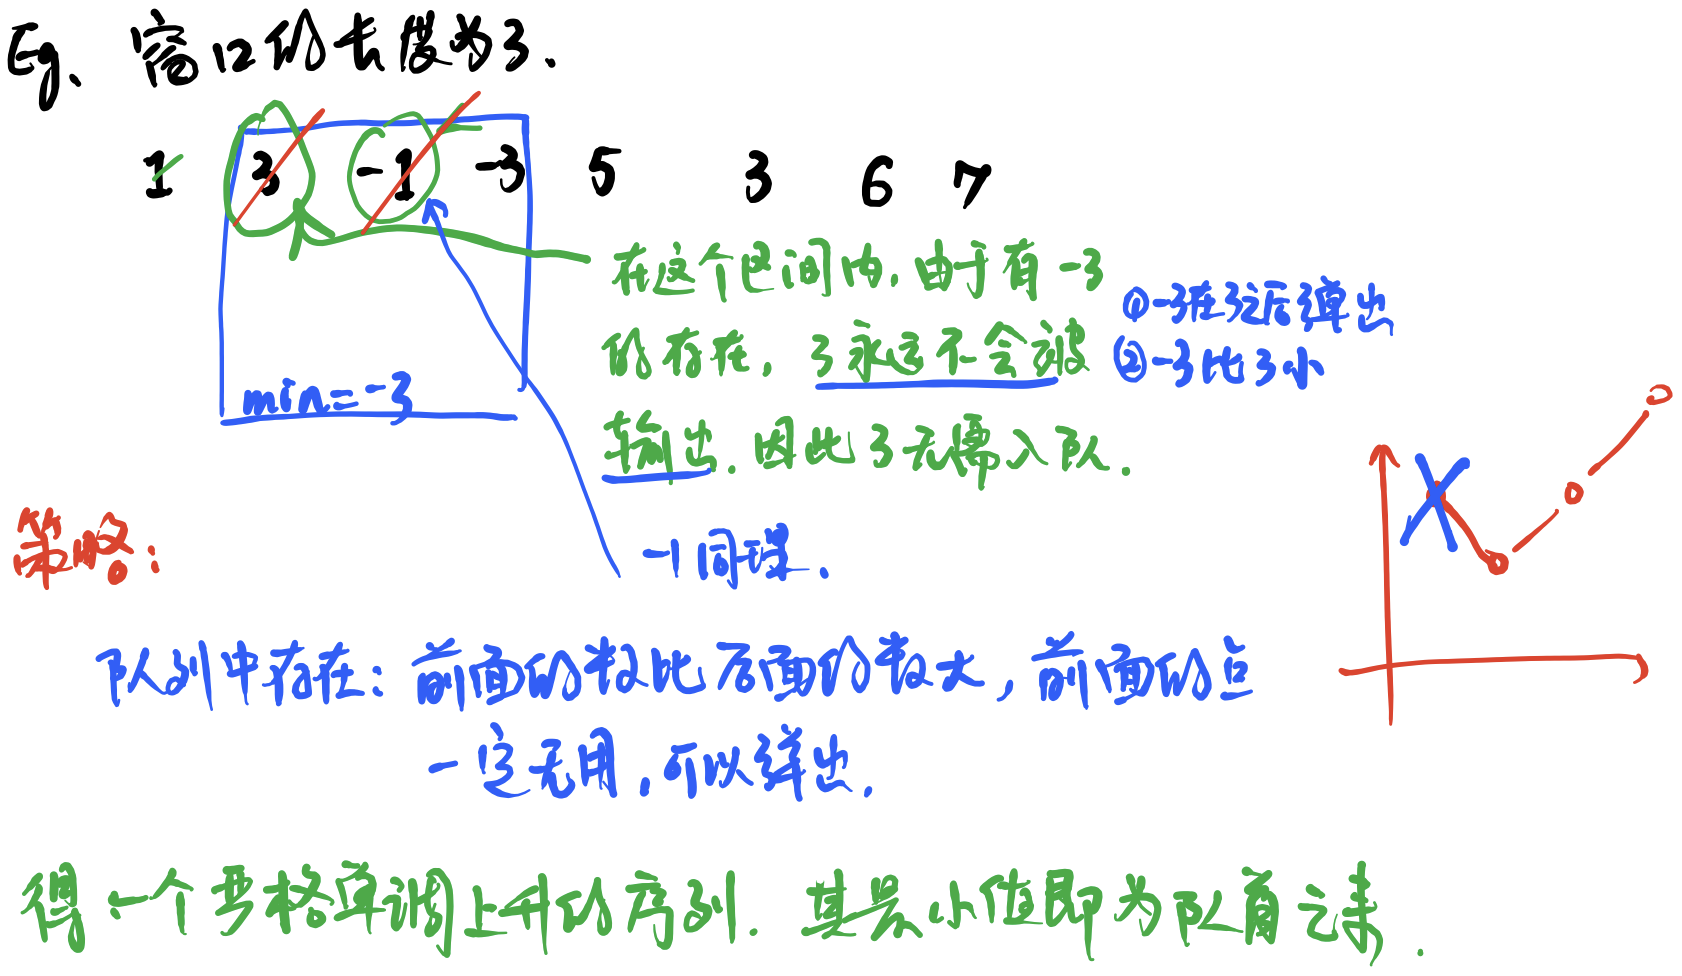 Eg、窗口的长度为3.
1 3 -1 -3 5 3 6 7
在这个区间内,由于有-3
的存在,3永远不会被
输出.因此3无需入队.
①-3在3之后弹出
②-3比3小
min=-3
-1同理.
策略:
队列中存在:前面的数比后面的数大,前面的点
一定无用,可以弹出.
得:一个严格单调上升的序列.其最小值即为队首元素.